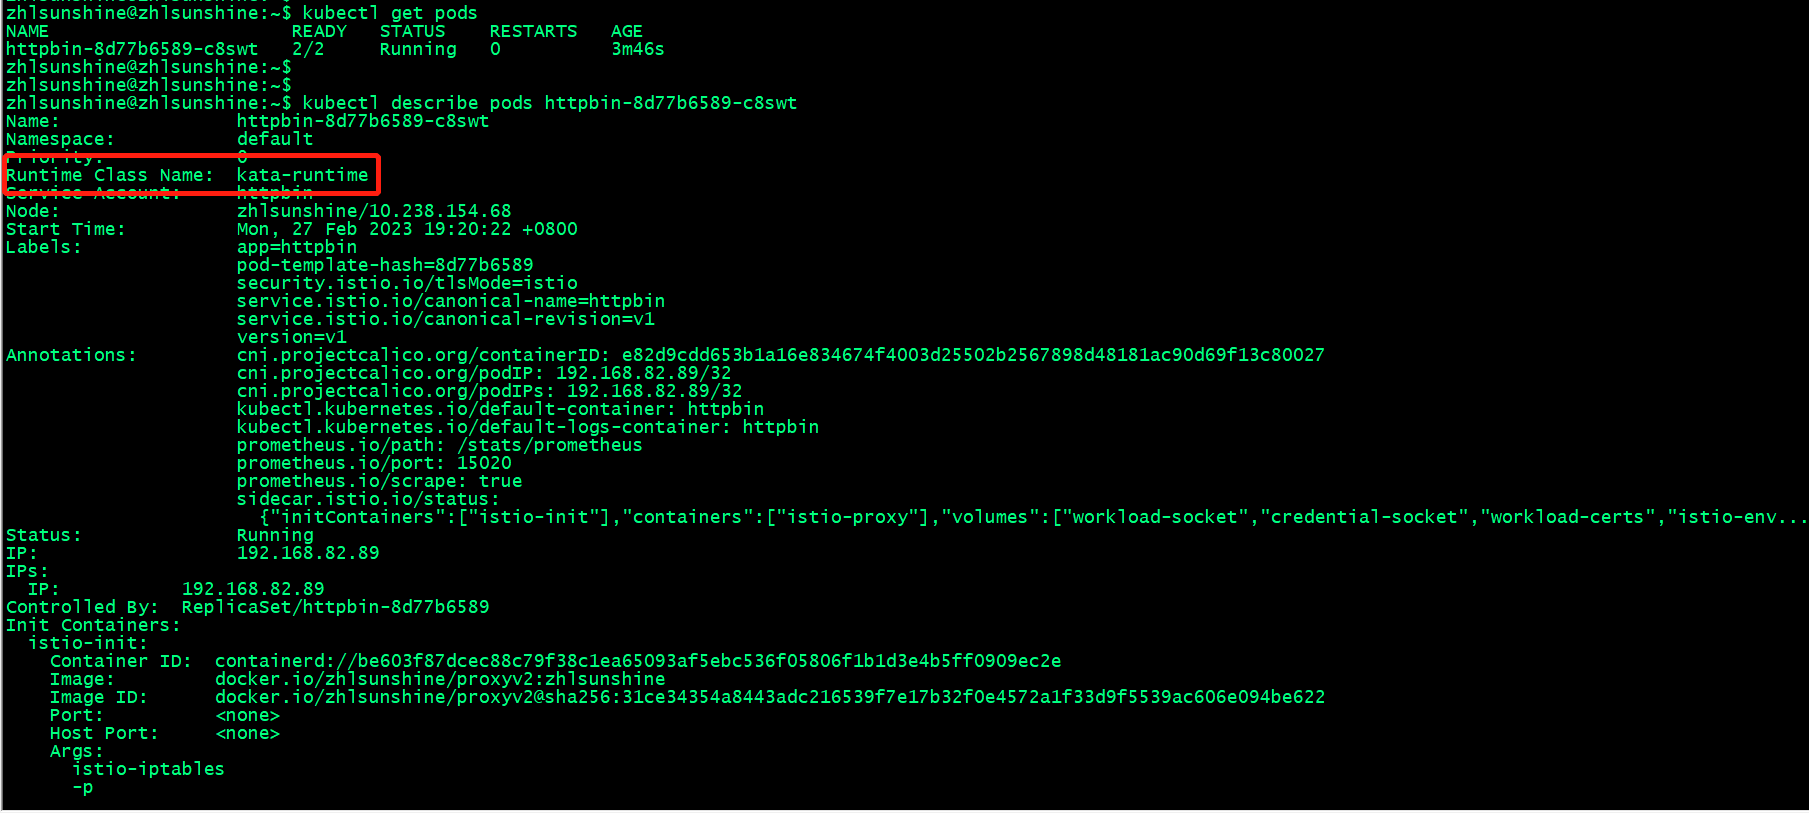 zhlsunshine@zhlsunshine:~$ kubectl get pods
NAME                      READY   STATUS    RESTARTS   AGE
httpbin-8d77b6589-c8swt   2/2     Running   0          3m46s
zhlsunshine@zhlsunshine:~$
zhlsunshine@zhlsunshine:~$
zhlsunshine@zhlsunshine:~$ kubectl describe pods httpbin-8d77b6589-c8swt
Name:                httpbin-8d77b6589-c8swt
Namespace:           default
Priority:            0
Runtime Class Name:  kata-runtime
Service Account:     httpbin
Node:                zhlsunshine/10.238.154.68
Start Time:          Mon, 27 Feb 2023 19:20:22 +0800
Labels:              app=httpbin
                     pod-template-hash=8d77b6589
                     security.istio.io/tlsMode=istio
                     service.istio.io/canonical-name=httpbin
                     service.istio.io/canonical-revision=v1
                     version=v1
Annotations:         cni.projectcalico.org/containerID: e82d9cdd653b1a16e834674f4003d25502b2567898d48181ac90d69f13c80027
                     cni.projectcalico.org/podIP: 192.168.82.89/32
                     cni.projectcalico.org/podIPs: 192.168.82.89/32
                     kubectl.kubernetes.io/default-container: httpbin
                     kubectl.kubernetes.io/default-logs-container: httpbin
                     prometheus.io/path: /stats/prometheus
                     prometheus.io/port: 15020
                     prometheus.io/scrape: true
                     sidecar.istio.io/status:
                       {"initContainers":["istio-init"],"containers":["istio-proxy"],"volumes":["workload-socket","credential-socket","workload-certs","istio-env...
Status:              Running
IP:                  192.168.82.89
IPs:
  IP:           192.168.82.89
Controlled By:  ReplicaSet/httpbin-8d77b6589
Init Containers:
  istio-init:
    Container ID:  containerd://be603f87dcec88c79f38c1ea65093af5ebc536f05806f1b1d3e4b5ff0909ec2e
    Image:         docker.io/zhlsunshine/proxyv2:zhlsunshine
    Image ID:      docker.io/zhlsunshine/proxyv2@sha256:31ce34354a8443adc216539f7e17b32f0e4572a1f33d9f5539ac606e094be622
    Port:          <none>
    Host Port:     <none>
    Args:
      istio-iptables
      -p